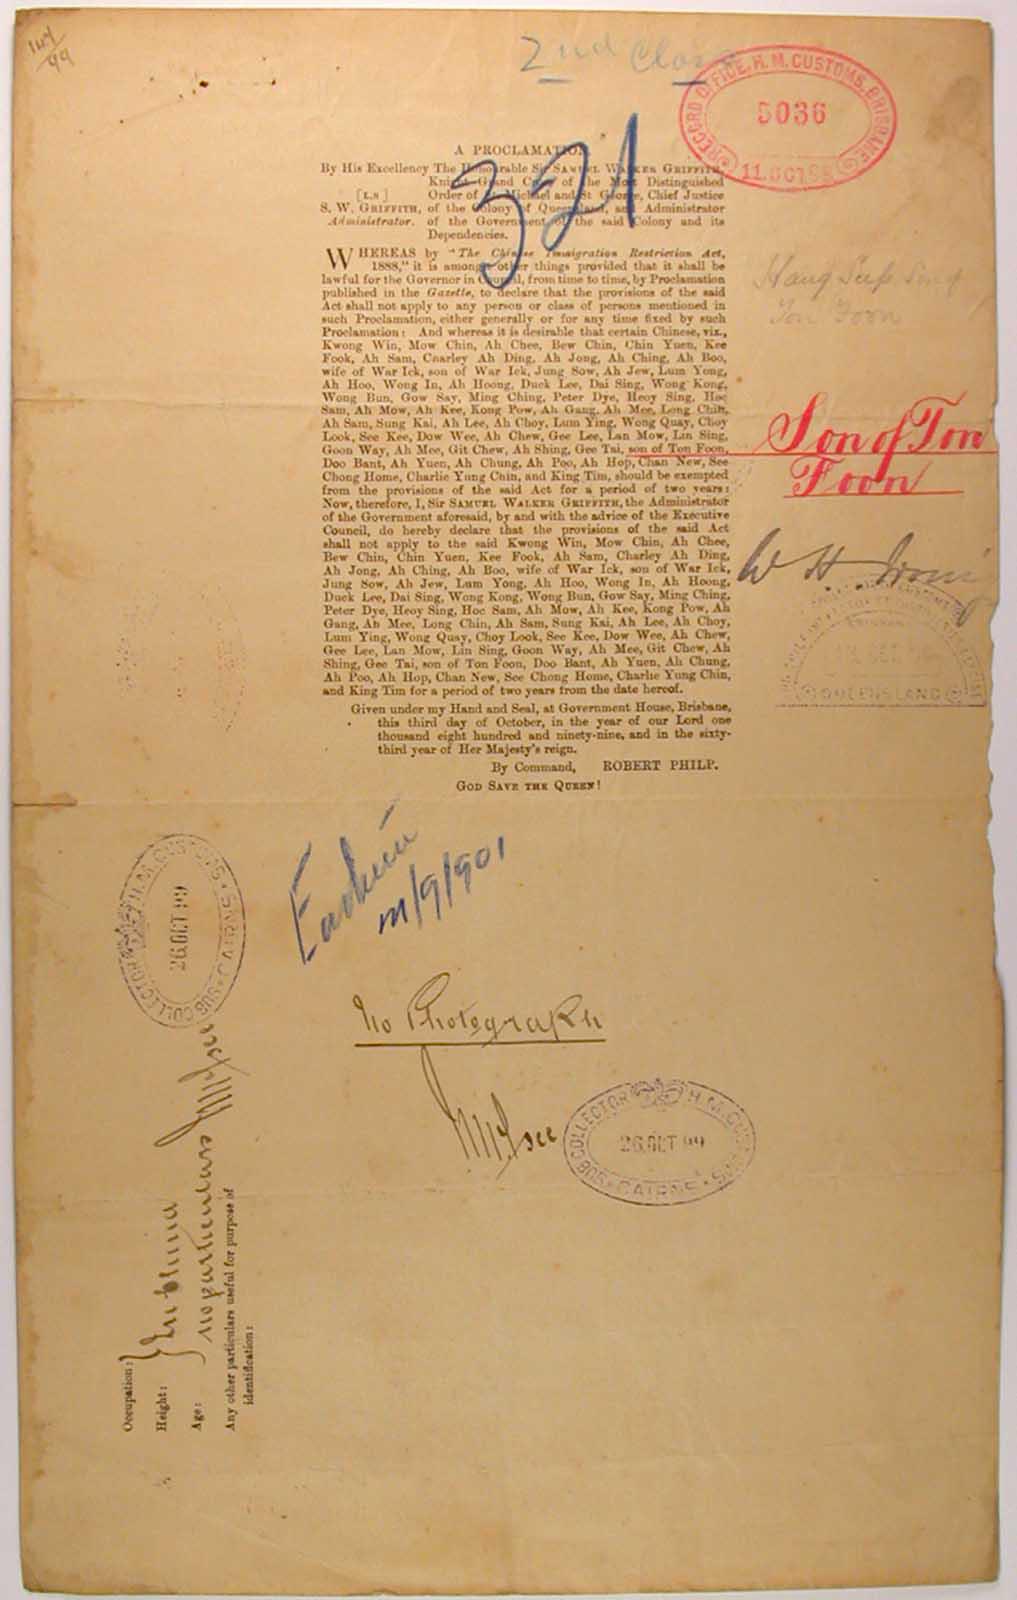 147/99
2nd Class
RECORD OFFICE, H. M. CUSTOMS, BRISBANE
5036
11. OCT. 99
321
A PROCLAMATION
By His Excellency The Honourable Sir SAMUEL WALKER GRIFFITH,
Knight Grand Cross of the Most Distinguished
[L.S] Order of St. Michael and St George, Chief Justice
S. W. GRIFFITH, of the Colony of Queensland, and Administrator
Administrator. of the Government of the said Colony and its
Dependencies.
WHEREAS by "The Chinese Immigration Restriction Act,
1888," it is amongst other things provided that it shall be
lawful for the Governor in Council, from time to time, by Proclamation
published in the Gazette, to declare that the provisions of the said
Act shall not apply to any person or class of persons mentioned in
such Proclamation, either generally or for any time fixed by such
Proclamation: And whereas it is desirable that certain Chinese, viz.,
Kwong Win, Mow Chin, Ah Chee, Bew Chin, Chin Yuen, Kee
Fook, Ah Sam, Charley Ah Ding, Ah Jong, Ah Ching, Ah Boo,
wife of War Ick, son of War Ick, Jung Sow, Ah Jew, Lum Yong,
Ah Hoo, Wong In, Ah Hoong, Duck Lee, Dai Sing, Wong Kong,
Wong Bun, Gow Say, Ming Ching, Peter Dye, Heoy Sing, Hoc
Sam, Ah Mow, Ah Kee, Kong Pow, Ah Gang, Ah Mee, Long Chin,
Ah Sam, Sung Kai, Ah Lee, Ah Choy, Lum Ying, Wong Quay, Choy
Look, See Kee, Dow Wee, Ah Chew, Gee Lee, Lan Mow, Lin Sing,
Goon Way, Ah Mee, Git Chew, Ah Shing, Gee Tai, son of Ton Foon,
Doo Bant, Ah Yuen, Ah Chung, Ah Poo, Ah Hop, Chan New, See
Chong Home, Charlie Yung Chin, and King Tim, should be exempted
from the provisions of the said Act for a period of two years:
Now, therefore, I, Sir SAMUEL WALKER GRIFFITH, the Administrator
of the Government aforesaid, by and with the advice of the Executive
Council, do hereby declare that the provisions of the said Act
shall not apply to the said Kwong Win, Mow Chin, Ah Chee,
Bew Chin, Chin Yuen, Kee Fook, Ah Sam, Charley Ah Ding,
Ah Jong, Ah Ching, Ah Boo, wife of War Ick, son of War Ick,
Jung Sow, Ah Jew, Lum Yong, Ah Hoo, Wong In, Ah Hoong,
Duck Lee, Dai Sing, Wong Kong, Wong Bun, Gow Say, Ming Ching,
Peter Dye, Heoy Sing, Hoc Sam, Ah Mow, Ah Kee, Kong Pow, Ah
Gang, Ah Mee, Long Chin, Ah Sam, Sung Kai, Ah Lee, Ah Choy,
Lum Ying, Wong Quay, Choy Look, See Kee, Dow Wee, Ah Chew,
Gee Lee, Lan Mow, Lin Sing, Goon Way, Ah Mee, Git Chew, Ah
Shing, Gee Tai, son of Ton Foon, Doo Bant, Ah Yuen, Ah Chung,
Ah Poo, Ah Hop, Chan New, See Chong Home, Charlie Yung Chin,
and King Tim for a period of two years from the date hereof.
Given under my Hand and Seal, at Government House, Brisbane,
this third day of October, in the year of our Lord one
thousand eight hundred and ninety-nine, and in the sixty-
third year of Her Majesty's reign.
By Command, ROBERT PHILP.
GOD SAVE THE QUEEN!
Ton Foon
Son of Ton
Foon
W H Irving
QUEENSLAND
/9/901
No Photograph
SUB COLLECTOR H. M. CUSTOMS
26 OCT 99
CAIRNS
SUB COLLECTOR H. M. CUSTOMS
26 OCT 99
CAIRNS
Occupation:
Height:
In China
Age:
no particulars
Any other particulars useful for purpose of
identification: